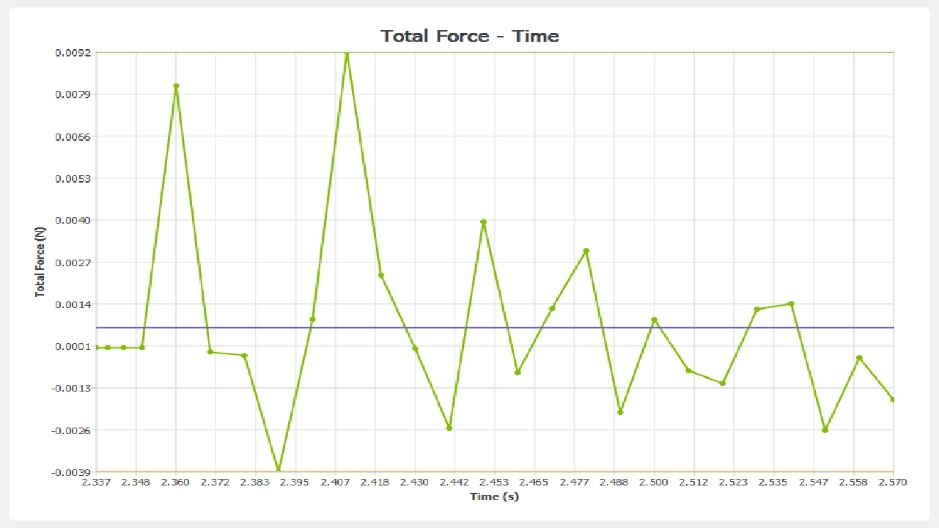 Total Force - Time
0.0092
0.0079
0.0066
0.0053
0.0040
0.0027
0.0014
0.0001
-0.0013
-0.0026
-0.0039
Total Force (N)
2.337 2.348 2.360 2.372 2.383 2.395 2.407 2.418 2.430 2.442 2.453 2.465 2.477 2.488 2.500 2.512 2.523 2.535 2.547 2.558 2.570
Time (s)